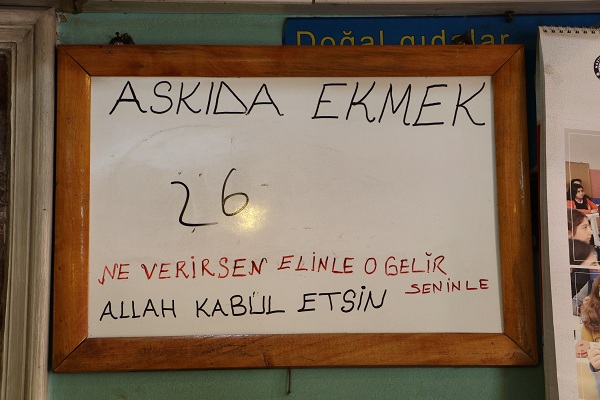 Doğal gıdalar
ASKIDA EKMEK
26
NE VERİRSEN ELİNLE O GELİR
SENİNLE
ALLAH KABÜL ETSİN